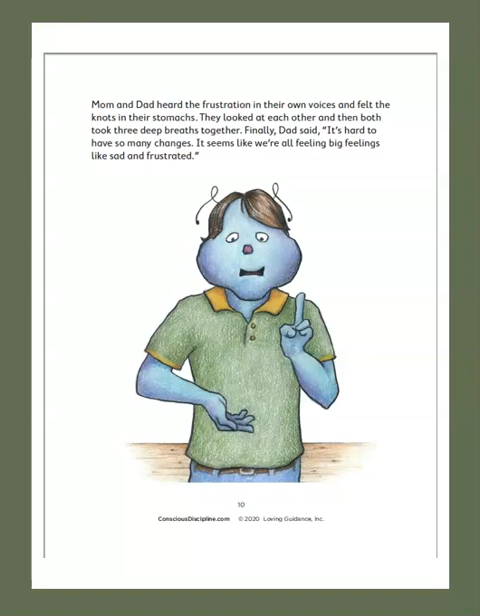 Mom and Dad heard the frustration in their own voices and felt the
knots in their stomachs. They looked at each other and then both
took three deep breaths together. Finally, Dad said, “It’s hard to
have so many changes. It seems like we’re all feeling big feelings
like sad and frustrated.”
10
ConsciousDiscipline.com © 2020 Loving Guidance, Inc.